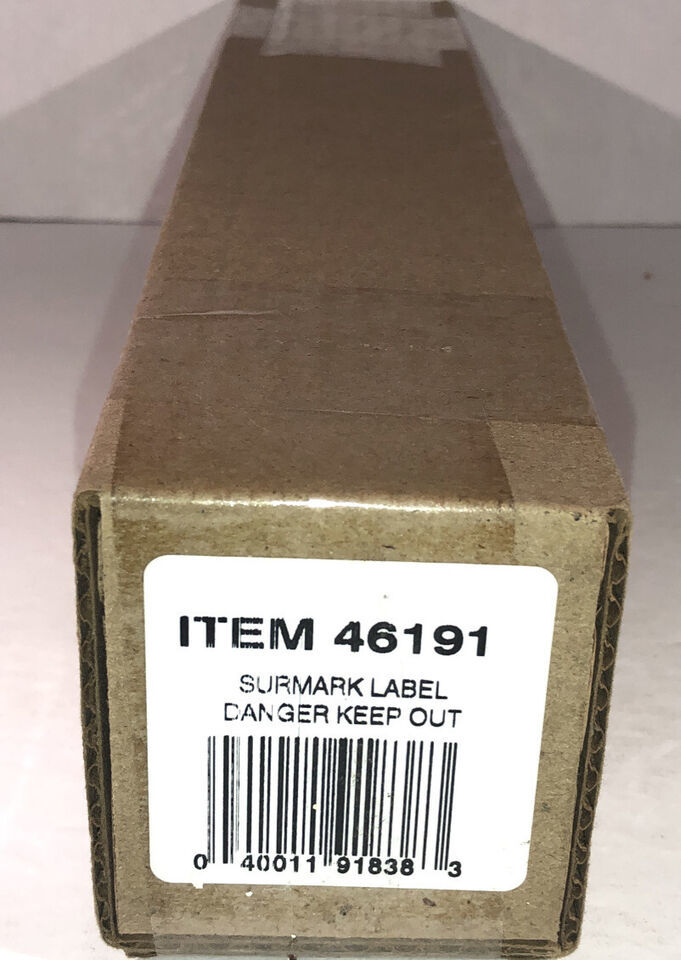 ITEM 46191
SURMARK LABEL
DANGER KEEP OUT
0 40011 91838 3